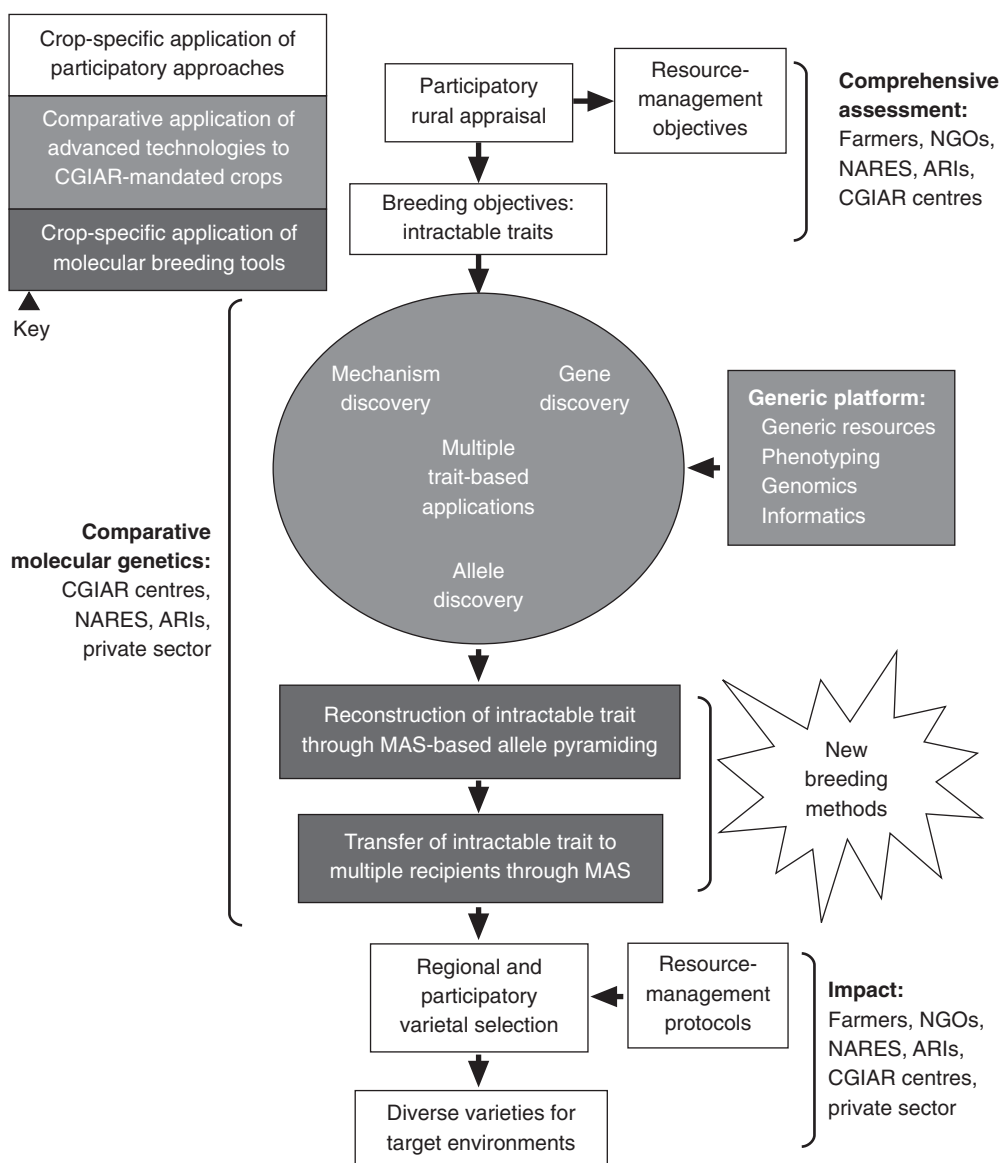 Crop-specific application of
participatory approaches
Comparative application of
advanced technologies to
CGIAR-mandated crops
Crop-specific application of
molecular breeding tools
Key
Participatory
rural appraisal
Resource-
management
objectives
Comprehensive
assessment:
Farmers, NGOs,
NARES, ARIs,
CGIAR centres
Breeding objectives:
intractable traits
Mechanism
discovery
Gene
discovery
Multiple
trait-based
applications
Allele
discovery
Generic platform:
Generic resources
Phenotyping
Genomics
Informatics
Comparative
molecular genetics:
CGIAR centres,
NARES, ARIs,
private sector
Reconstruction of intractable trait
through MAS-based allele pyramiding
Transfer of intractable trait to
multiple recipients through MAS
New
breeding
methods
Regional and
participatory
varietal selection
Resource-
management
protocols
Impact:
Farmers, NGOs,
NARES, ARIs,
CGIAR centres,
private sector
Diverse varieties for
target environments